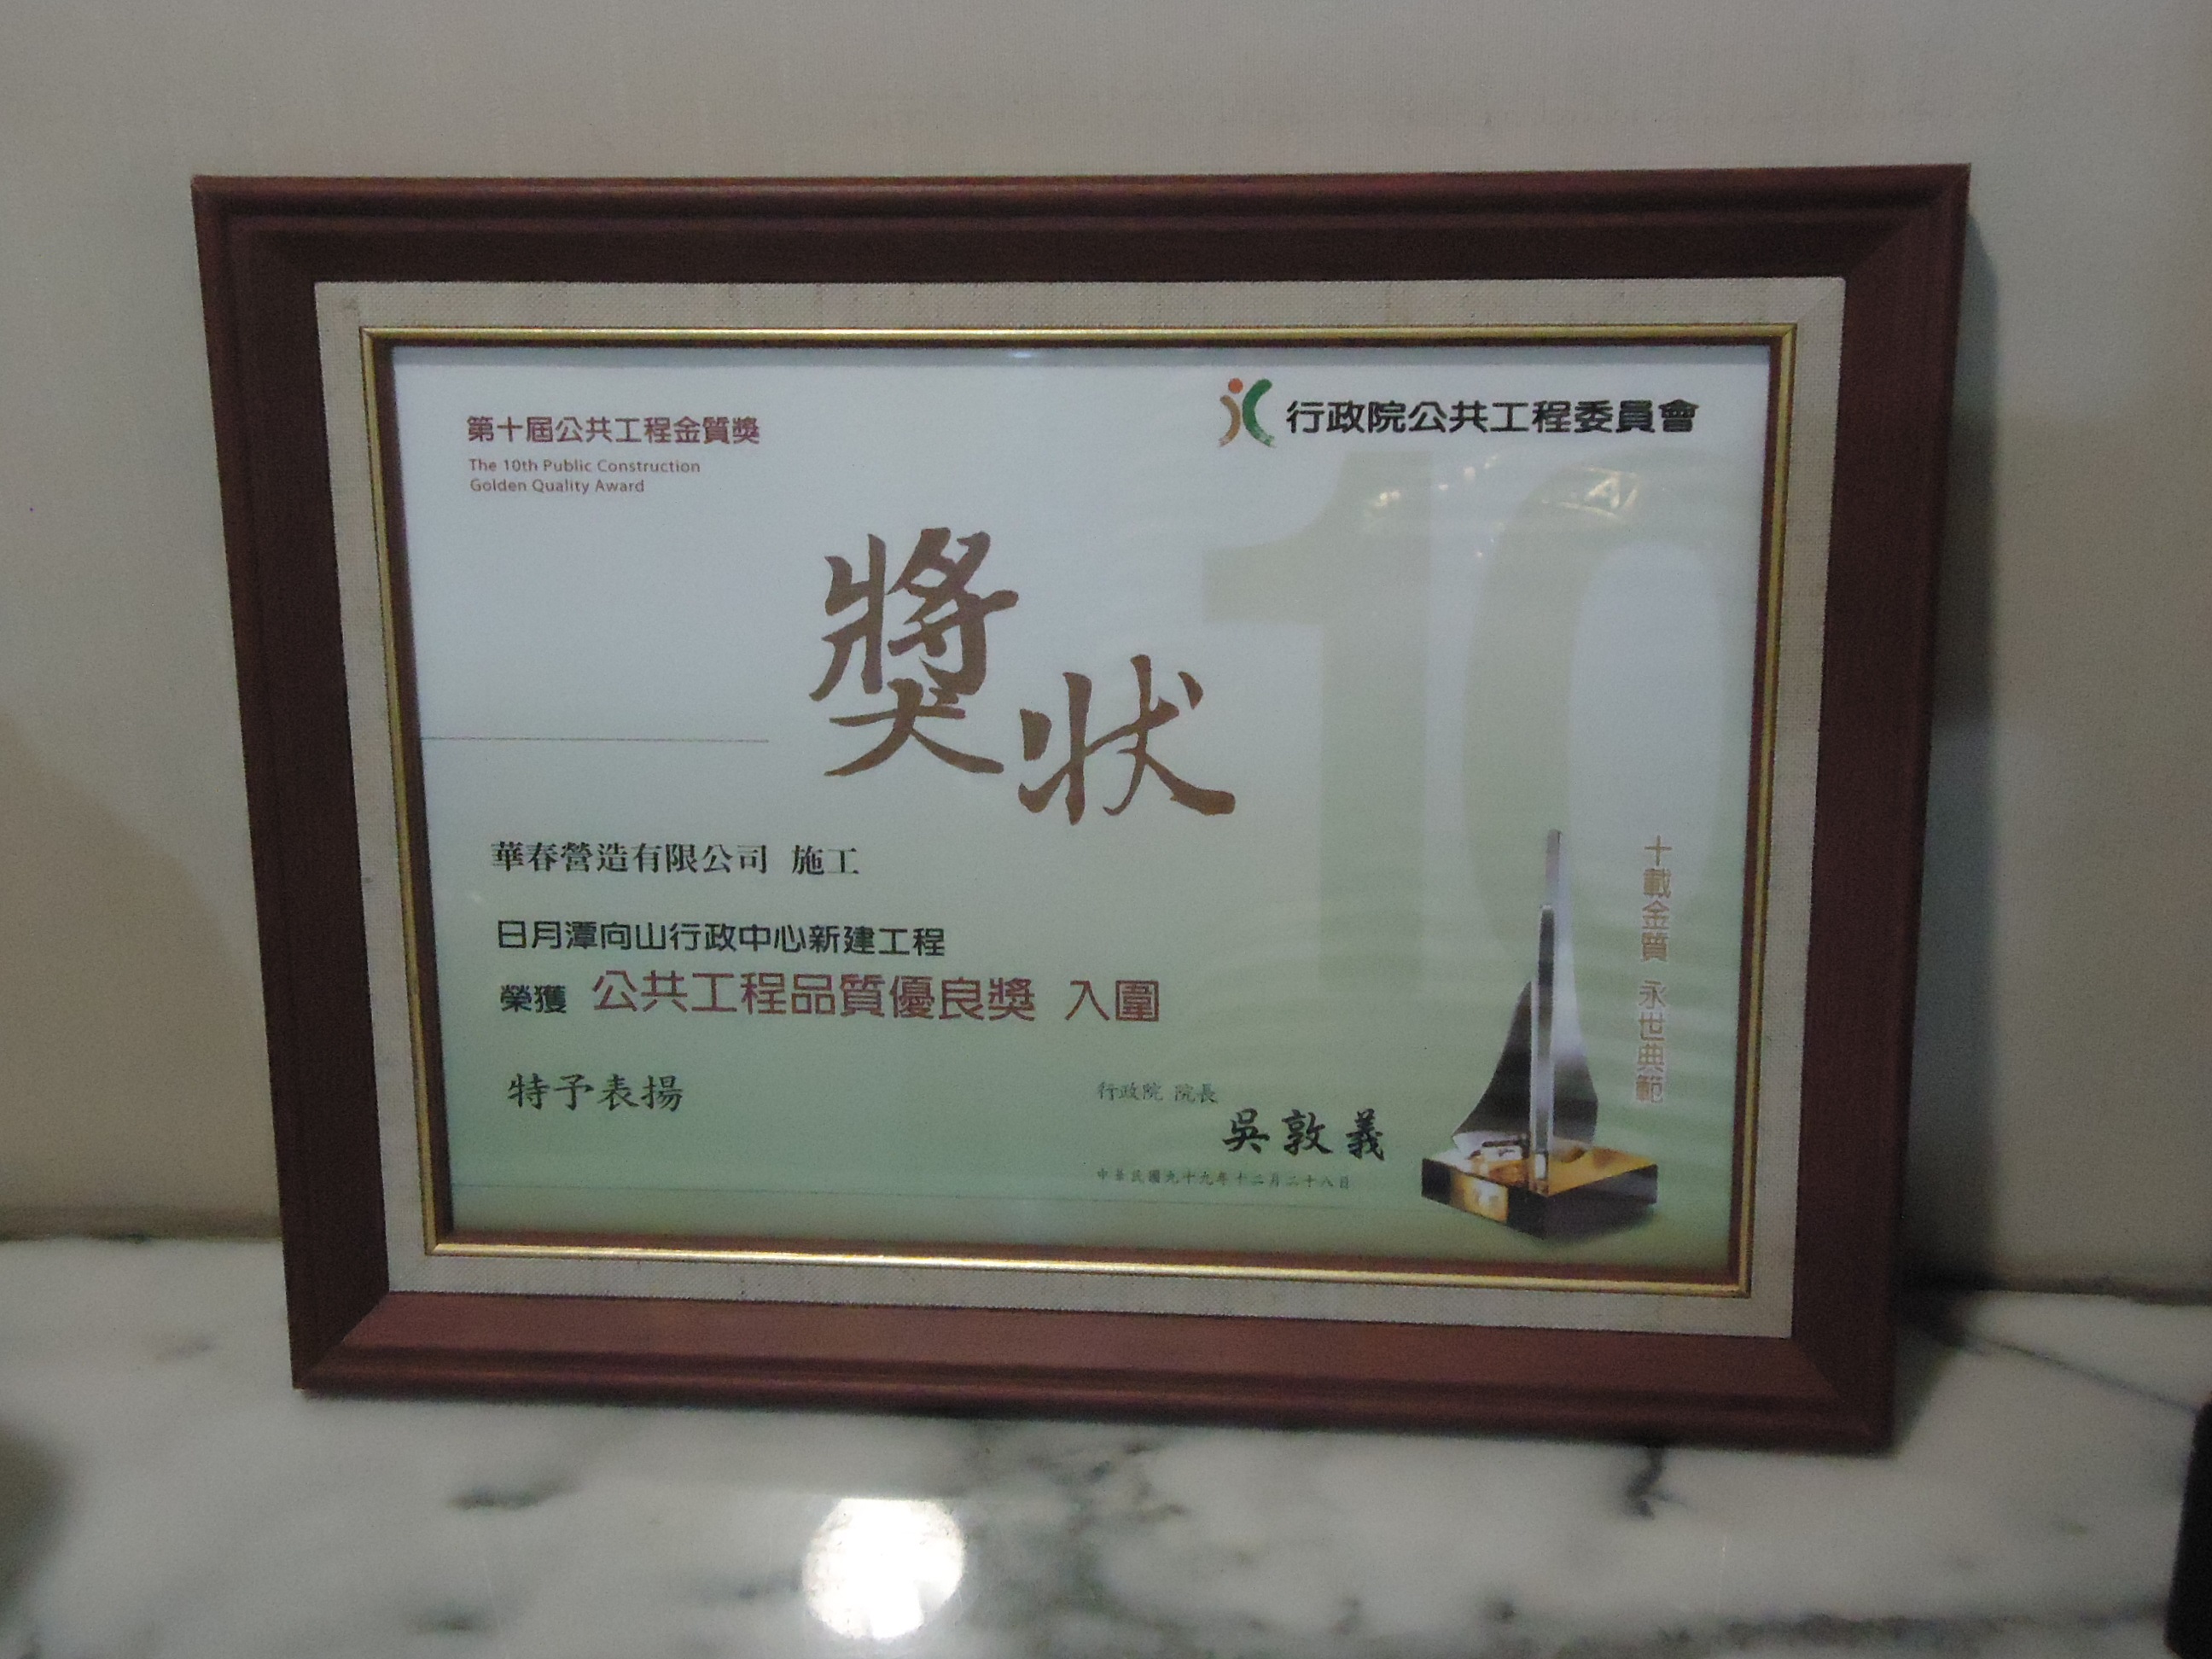 第十屆公共工程金質獎
The 10th Public Construction
Golden Quality Award
行政院公共工程委員會
10
獎狀
華春營造有限公司 施工
日月潭向山行政中心新建工程
榮獲 公共工程品質優良獎 入圍
特予表揚
行政院 院長
吳敦義
中華民國九十九年十二月二十八日
十載金質 永世典範